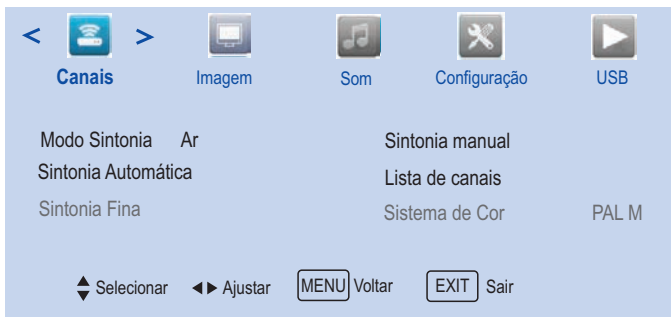 < Canais > Imagem Som Configuração USB
Modo Sintonia Ar Sintonia manual
Sintonia Automática Lista de canais
Sintonia Fina Sistema de Cor PAL M
Selecionar Ajustar MENU Voltar EXIT Sair